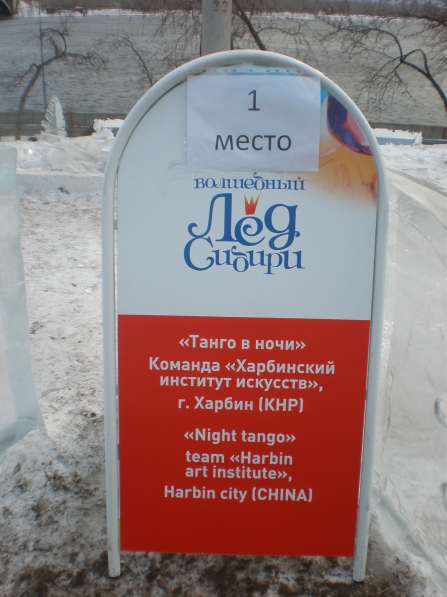 1
место
волшебный
Лёд
Сибири
«Танго в ночи»
Команда «Харбинский
институт искусств»,
г. Харбин (КНР)
«Night tango»
team «Harbin
art institute»,
Harbin city (CHINA)